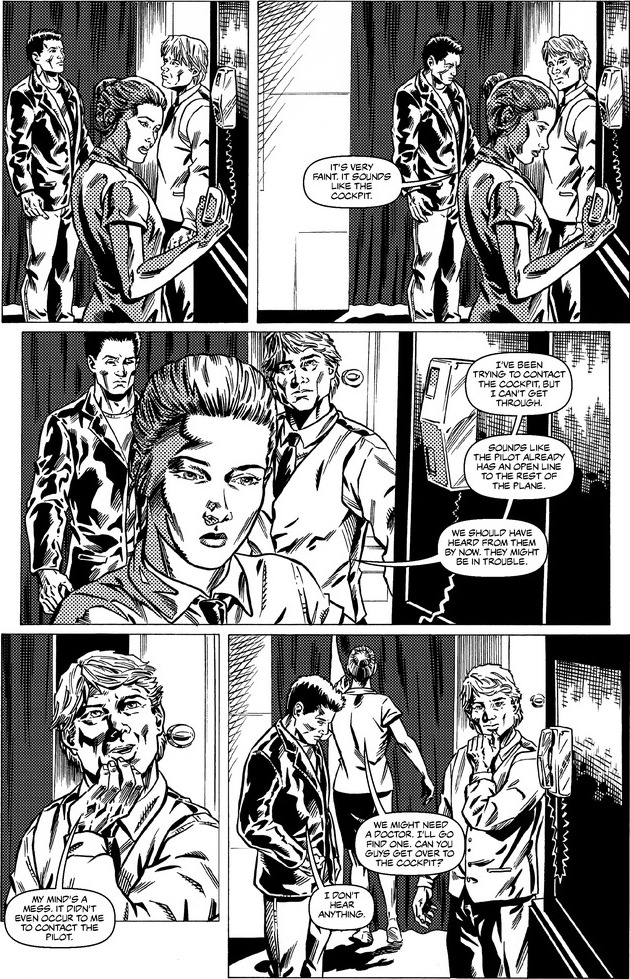 IT'S VERY
FAINT. IT SOUNDS
LIKE THE
COCKPIT.
I'VE BEEN
TRYING TO CONTACT
THE COCKPIT, BUT
I CAN'T GET
THROUGH.
SOUNDS LIKE
THE PILOT ALREADY
HAS AN OPEN LINE
TO THE REST OF
THE PLANE.
WE SHOULD HAVE
HEARD FROM THEM
BY NOW. THEY MIGHT
BE IN TROUBLE.
MY MIND'S A
MESS. IT DIDN'T
EVEN OCCUR TO ME
TO CONTACT THE
PILOT.
WE MIGHT NEED
A DOCTOR. I'LL GO
FIND ONE. CAN YOU
GUYS GET OVER TO
THE COCKPIT?
I DON'T
HEAR
ANYTHING.